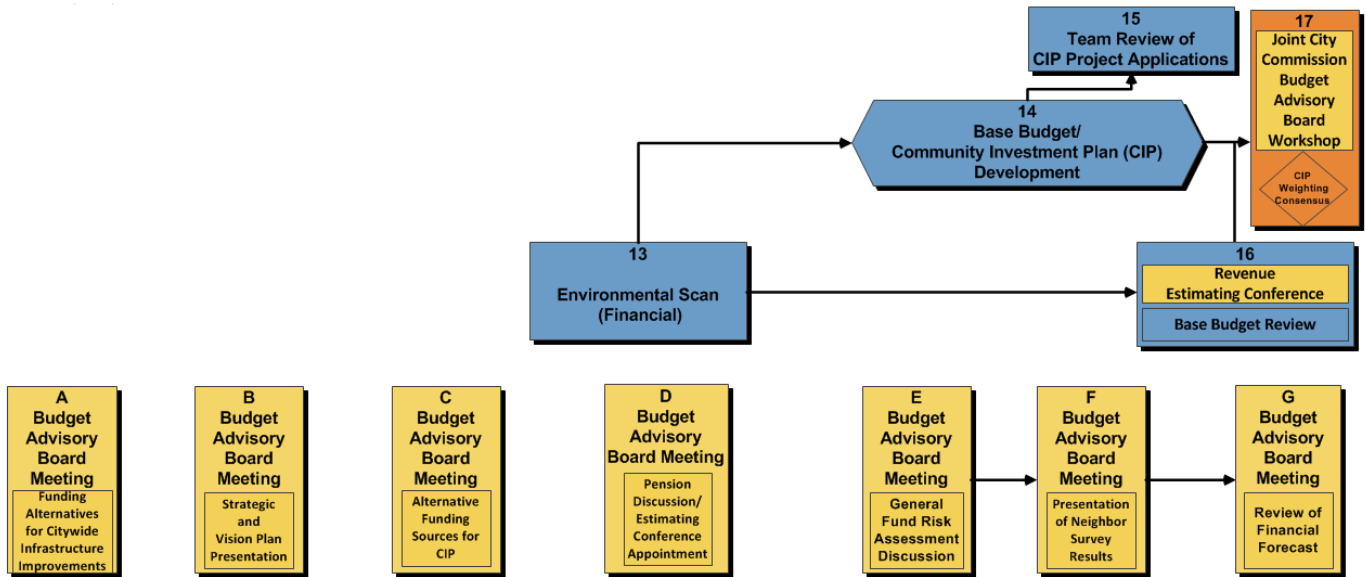 15
Team Review of
CIP Project Applications
17
Joint City
Commission
Budget
Advisory
Board
Workshop
CIP
Weighting
Consensus
14
Base Budget/
Community Investment Plan (CIP)
Development
13
Environmental Scan
(Financial)
16
Revenue
Estimating Conference
Base Budget Review
A
Budget
Advisory
Board
Meeting
Funding
Alternatives
for Citywide
Infrastructure
Improvements
B
Budget
Advisory
Board
Meeting
Strategic
and
Vision Plan
Presentation
C
Budget
Advisory
Board
Meeting
Alternative
Funding
Sources for
CIP
D
Budget
Advisory
Board Meeting
Pension
Discussion/
Estimating
Conference
Appointment
E
Budget
Advisory
Board
Meeting
General
Fund Risk
Assessment
Discussion
F
Budget
Advisory
Board
Meeting
Presentation
of Neighbor
Survey
Results
G
Budget
Advisory
Board
Meeting
Review of
Financial
Forecast